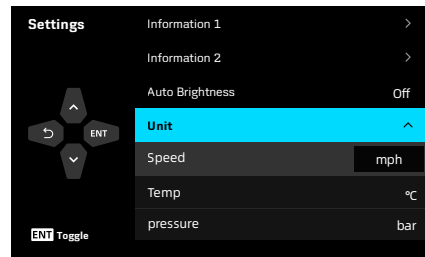 Settings
Information 1
Information 2
Auto Brightness Off
Unit
ENT
Speed mph
Temp ℃
pressure bar
ENT Toggle